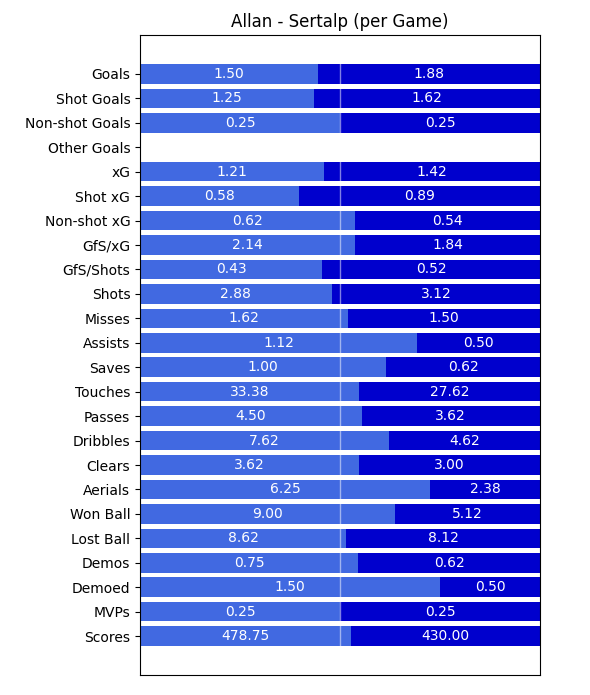 Allan - Sertalp (per Game)
Goals 1.50 1.88
Shot Goals 1.25 1.62
Non-shot Goals 0.25 0.25
Other Goals
xG 1.21 1.42
Shot xG 0.58 0.89
Non-shot xG 0.62 0.54
GfS/xG 2.14 1.84
GfS/Shots 0.43 0.52
Shots 2.88 3.12
Misses 1.62 1.50
Assists 1.12 0.50
Saves 1.00 0.62
Touches 33.38 27.62
Passes 4.50 3.62
Dribbles 7.62 4.62
Clears 3.62 3.00
Aerials 6.25 2.38
Won Ball 9.00 5.12
Lost Ball 8.62 8.12
Demos 0.75 0.62
Demoed 1.50 0.50
MVPs 0.25 0.25
Scores 478.75 430.00